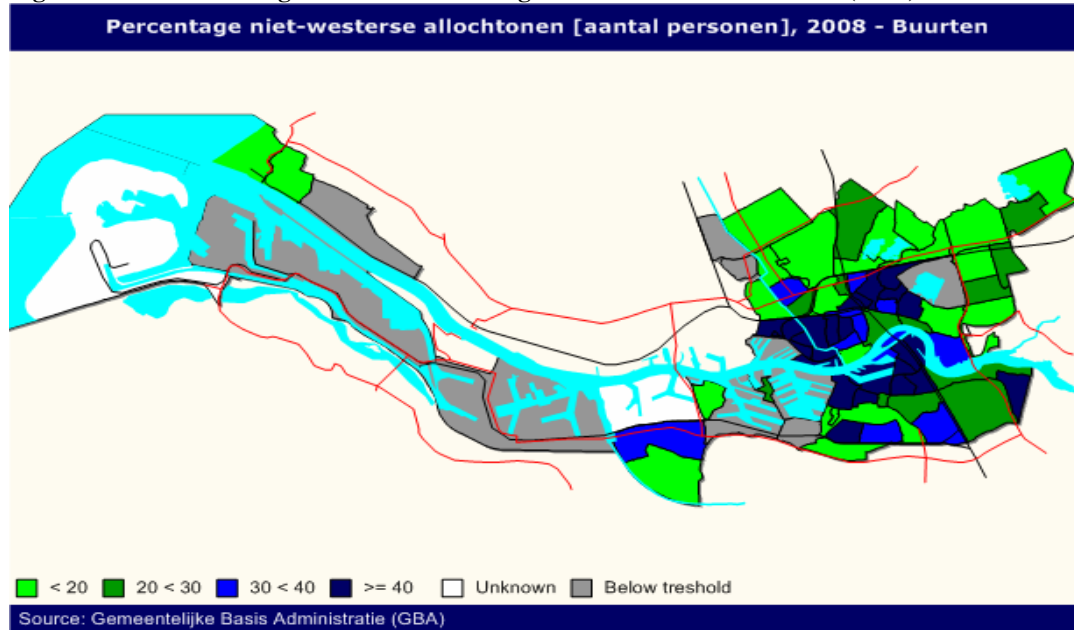 Percentage niet-westerse allochtonen [aantal personen], 2008 - Buurten
< 20 20 < 30 30 < 40 >= 40 Unknown Below treshold
Source: Gemeentelijke Basis Administratie (GBA)